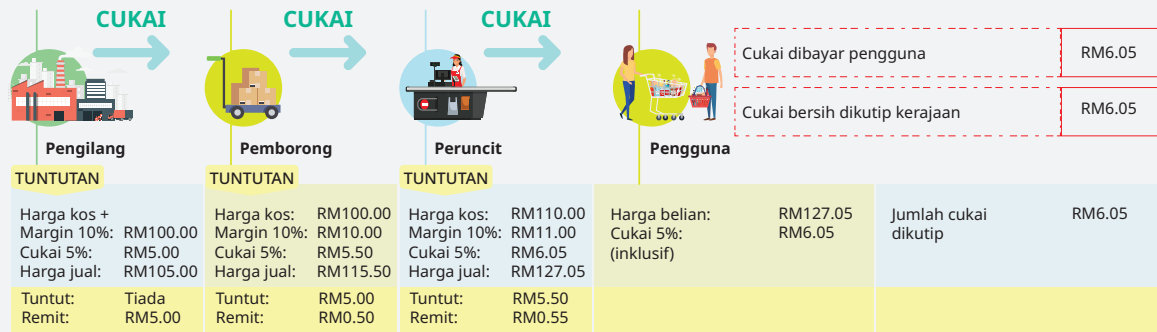 CUKAI
CUKAI
CUKAI
Cukai dibayar pengguna RM6.05
Cukai bersih dikutip kerajaan RM6.05
Pengilang
Pemborong
Peruncit
Pengguna
TUNTUTAN
Harga kos +
Margin 10%: RM100.00
Cukai 5%: RM5.00
Harga jual: RM105.00
Tuntut: Tiada
Remit: RM5.00
TUNTUTAN
Harga kos: RM100.00
Margin 10%: RM10.00
Cukai 5%: RM5.50
Harga jual: RM115.50
Tuntut: RM5.00
Remit: RM0.50
TUNTUTAN
Harga kos: RM110.00
Margin 10%: RM11.00
Cukai 5%: RM6.05
Harga jual: RM127.05
Tuntut: RM5.50
Remit: RM0.55
Harga belian: RM127.05
Cukai 5%: RM6.05
(inklusif)
Jumlah cukai RM6.05
dikutip